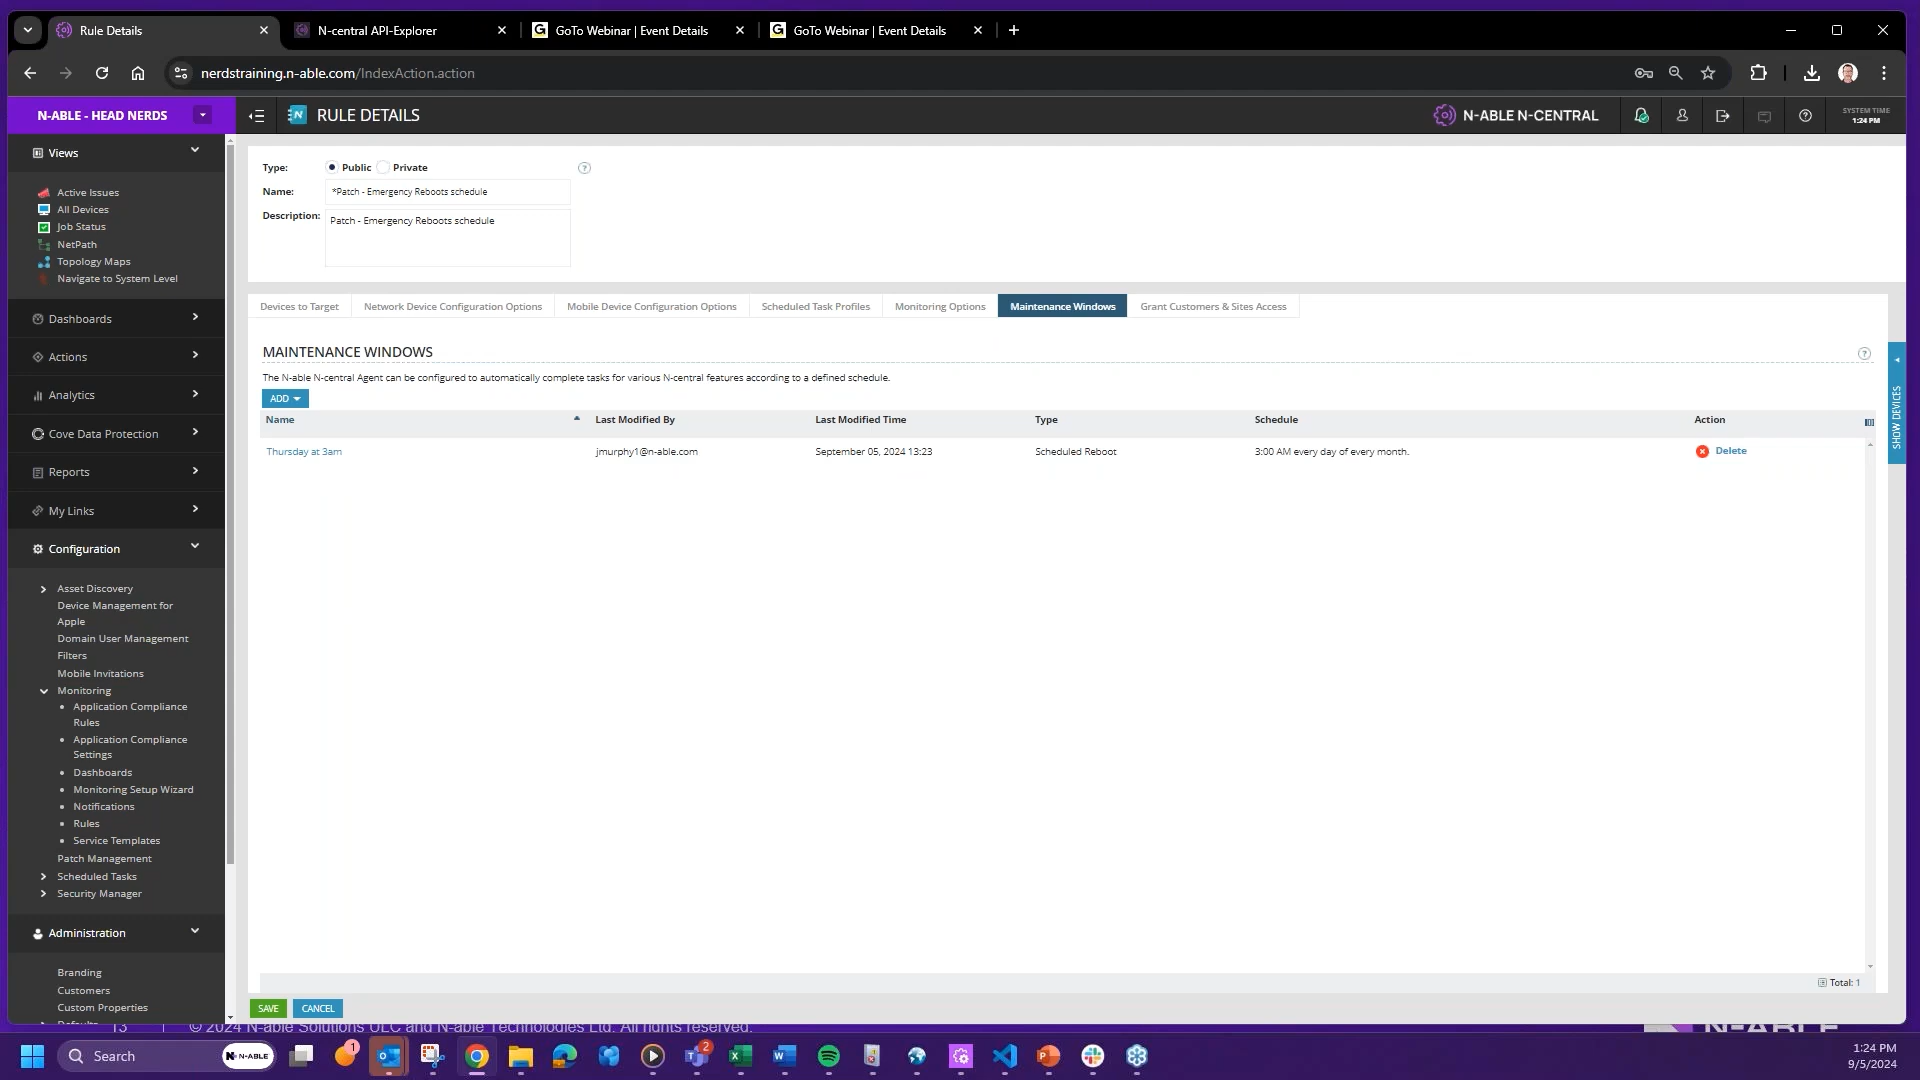 Rule Details
N-central API-Explorer
GoTo Webinar | Event Details
GoTo Webinar | Event Details
nerdstraining.n-able.com/IndexAction.action
N-ABLE - HEAD NERDS
RULE DETAILS
N-ABLE N-CENTRAL
SYSTEM TIME
1:24 PM
Views
Active Issues
All Devices
Job Status
NetPath
Topology Maps
Navigate to System Level
Dashboards
Actions
Analytics
Cove Data Protection
Reports
My Links
Configuration
Asset Discovery
Device Management for
Apple
Domain User Management
Filters
Mobile Invitations
Monitoring
Application Compliance
Rules
Application Compliance
Settings
Dashboards
Monitoring Setup Wizard
Notifications
Rules
Service Templates
Patch Management
Scheduled Tasks
Security Manager
Administration
Branding
Customers
Custom Properties
Type: Public Private
Name: *Patch - Emergency Reboots schedule
Description: Patch - Emergency Reboots schedule
Devices to Target Network Device Configuration Options Mobile Device Configuration Options Scheduled Task Profiles Monitoring Options Maintenance Windows Grant Customers & Sites Access
MAINTENANCE WINDOWS
The N-able N-central Agent can be configured to automatically complete tasks for various N-central features according to a defined schedule.
ADD
Name Last Modified By Last Modified Time Type Schedule Action
Thursday at 3am jmurphy1@n-able.com September 05, 2024 13:23 Scheduled Reboot 3:00 AM every day of every month. Delete
SHOW DEVICES
Total: 1
SAVE CANCEL
13 | © 2024 N-able Solutions ULC and N-able Technologies Ltd. All rights reserved.
N-ABLE
Search
N-ABLE
1
2
1:24 PM
9/5/2024